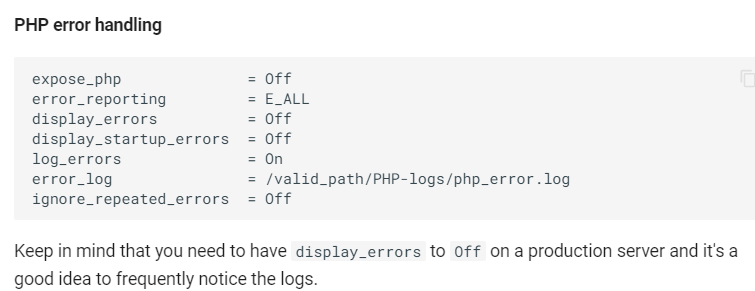 PHP error handling
expose_php = Off
error_reporting = E_ALL
display_errors = Off
display_startup_errors = Off
log_errors = On
error_log = /valid_path/PHP-logs/php_error.log
ignore_repeated_errors = Off
Keep in mind that you need to have display_errors to Off on a production server and it's a
good idea to frequently notice the logs.